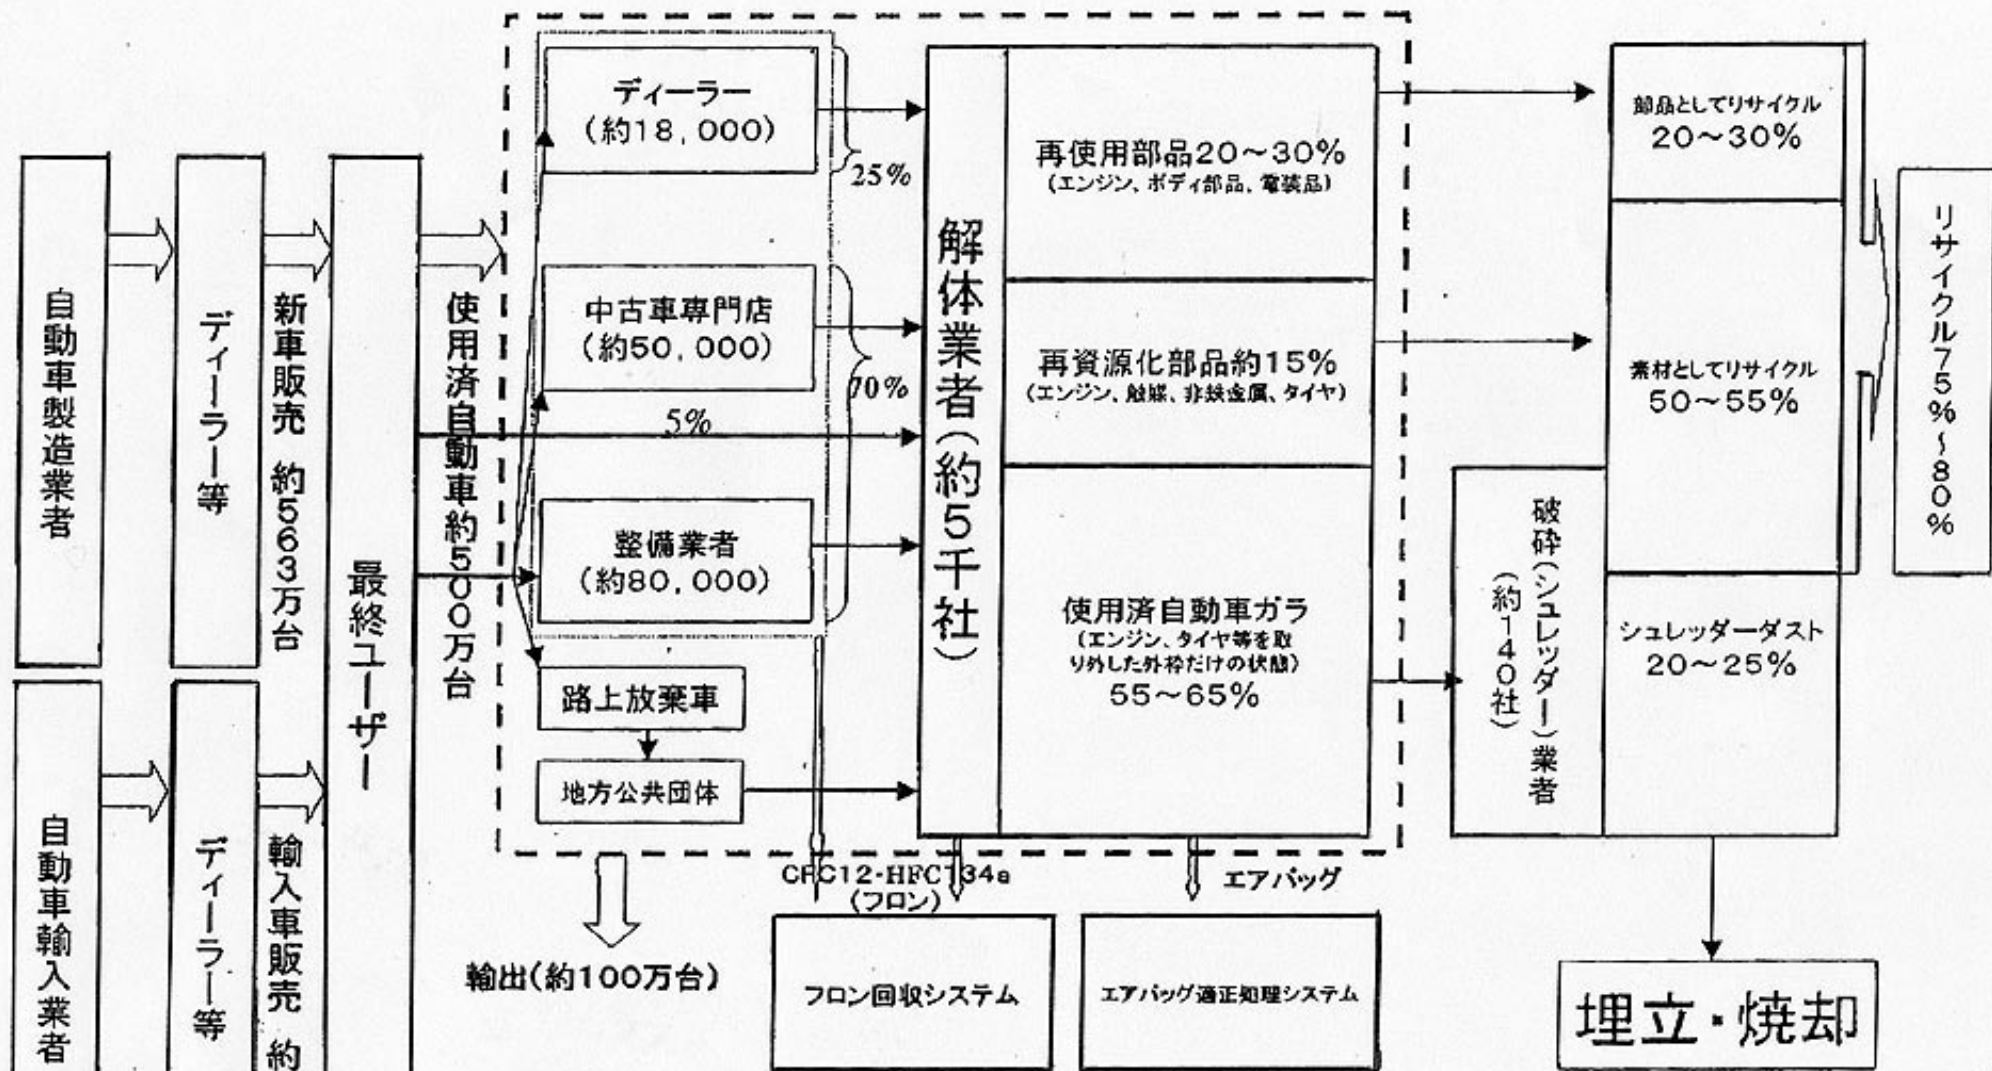 自動車製造業者
自動車輸入業者
ディーラー等
ディーラー等
新車販売 約563万台
輸入車販売 約
最終ユーザー
使用済自動車約500万台
ディーラー
(約18,000)
25%
中古車専門店
(約50,000)
70%
5%
整備業者
(約80,000)
路上放棄車
地方公共団体
輸出(約100万台)
解体業者(約5千社)
再使用部品20~30%
(エンジン、ボディ部品、電装品)
再資源化部品約15%
(エンジン、触媒、非鉄金属、タイヤ)
使用済自動車ガラ
(エンジン、タイヤ等を取
り外した外枠だけの状態)
55~65%
CFC12・HFC134a
(フロン)
エアバッグ
フロン回収システム
エアバッグ適正処理システム
破砕(シュレッダー)業者
(約140社)
部品としてリサイクル
20~30%
素材としてリサイクル
50~55%
シュレッダーダスト
20~25%
リサイクル75%~80%
埋立・焼却